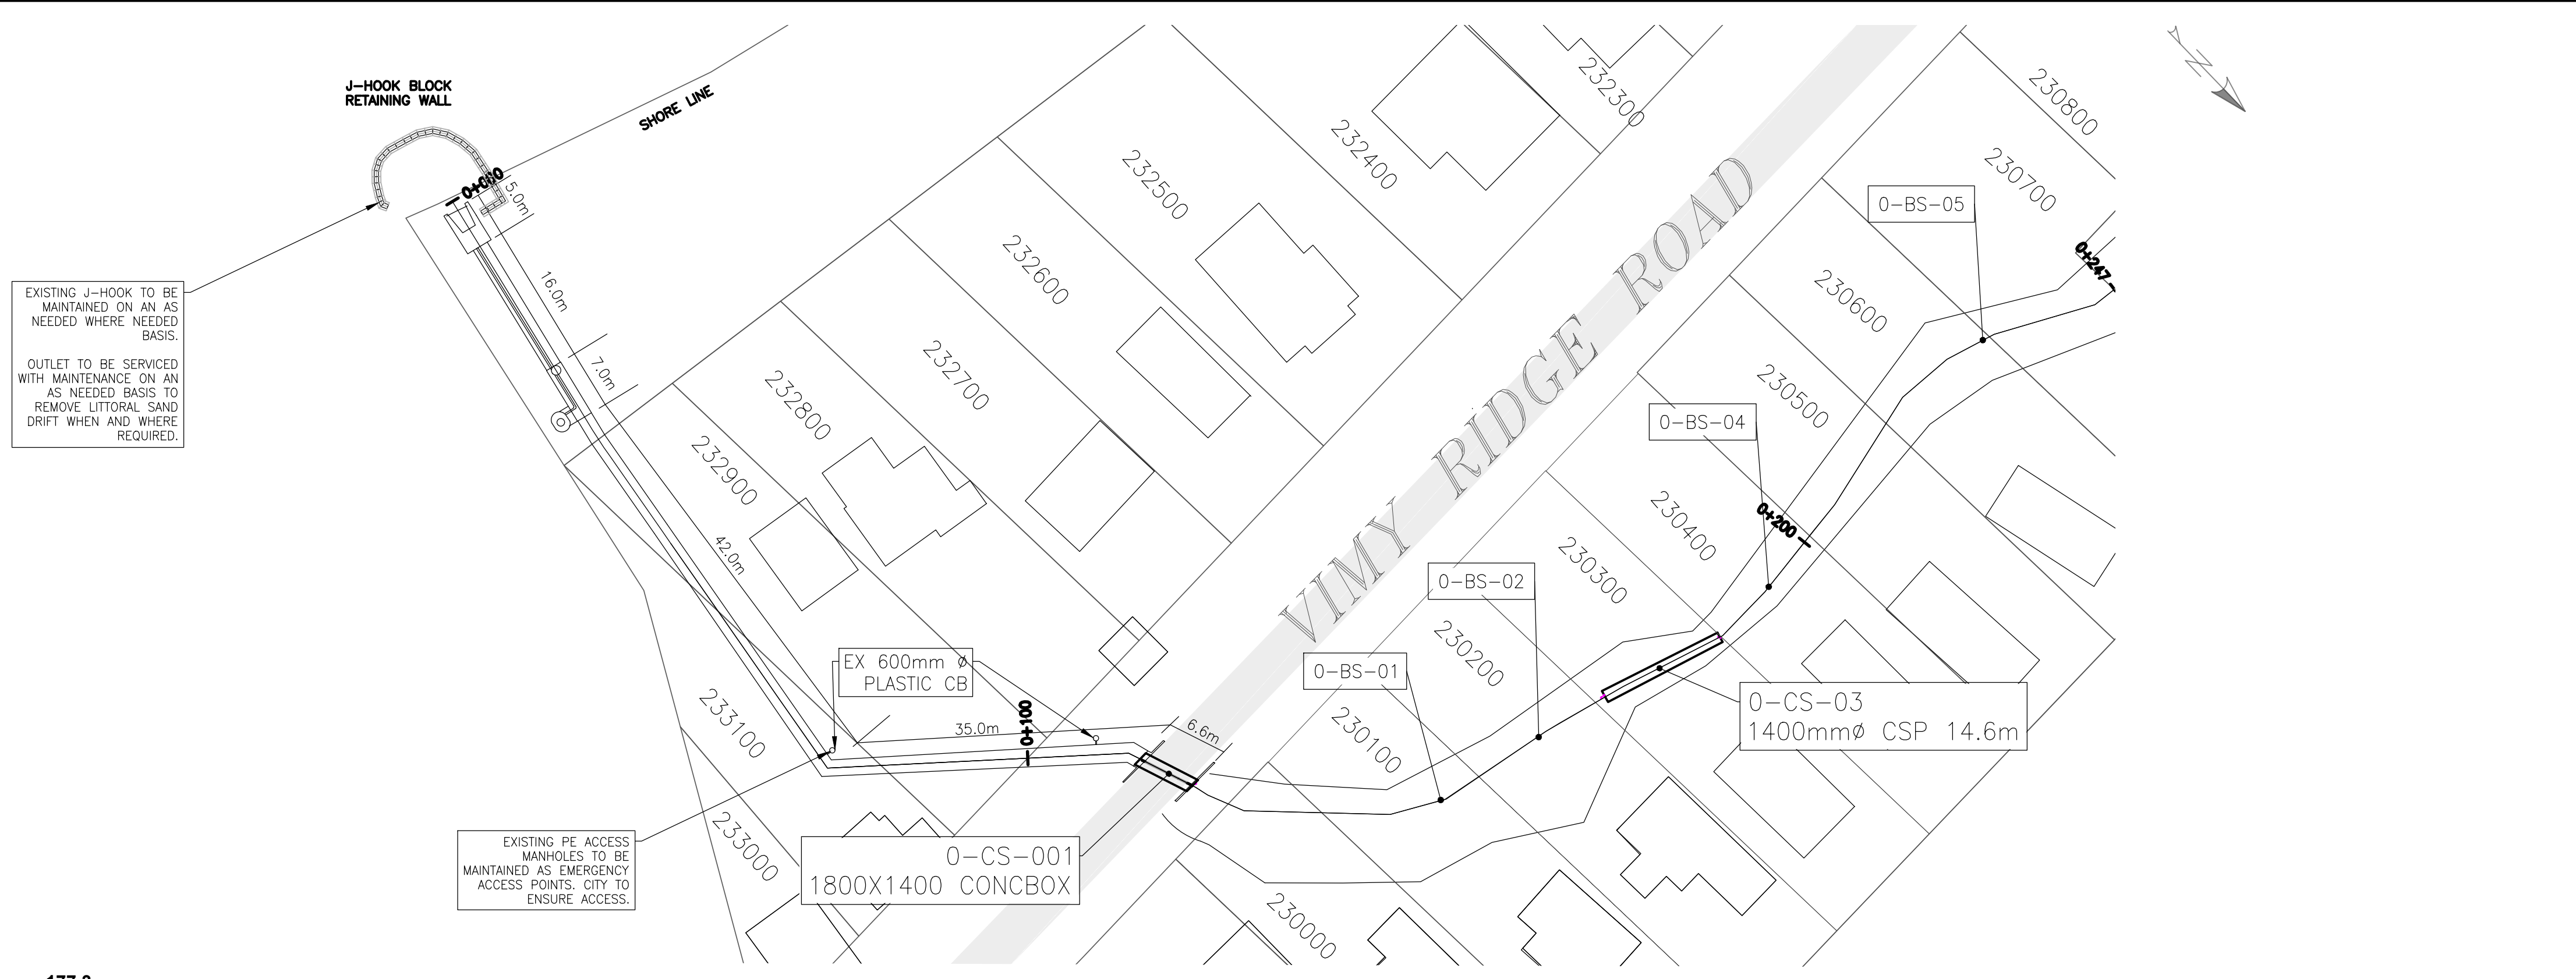 J-HOOK BLOCK
RETAINING WALL
SHORE LINE
N
0+000
5.0m
16.0m
7.0m
42.0m
35.0m
6.6m
EXISTING J-HOOK TO BE
MAINTAINED ON AN AS
NEEDED WHERE NEEDED
BASIS.
OUTLET TO BE SERVICED
WITH MAINTENANCE ON AN
AS NEEDED BASIS TO
REMOVE LITTORAL SAND
DRIFT WHEN AND WHERE
REQUIRED.
232300
232400
232500
232600
232700
232800
232900
233100
233000
EX 600mm Ø
PLASTIC CB
0+100
EXISTING PE ACCESS
MANHOLES TO BE
MAINTAINED AS EMERGENCY
ACCESS POINTS. CITY TO
ENSURE ACCESS.
0-CS-001
1800X1400 CONCBOX
VIMY RIDGE ROAD
230800
230700
230600
230500
230400
230300
230200
230100
230000
0-BS-05
0-BS-04
0-BS-02
0-BS-01
0+247
0+200
0-CS-03
1400mmØ CSP 14.6m